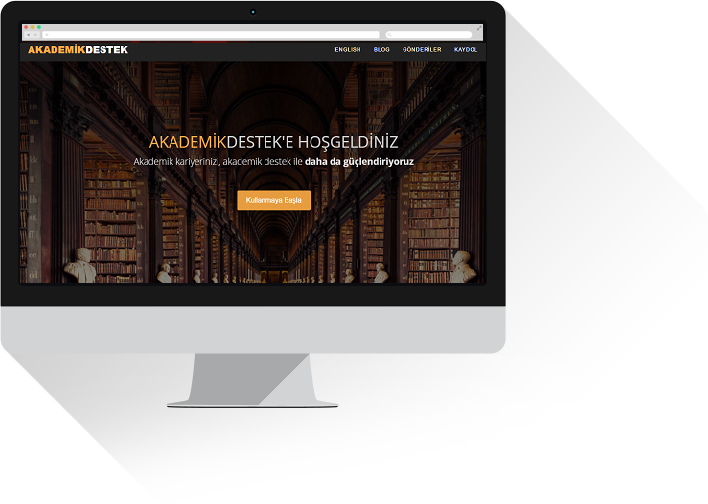 AKADEMİKDESTEK
ENGLISH BLOG GÖNDERİLER KAYDOL
AKADEMİKDESTEK'E HOŞGELDİNİZ
Akademik kariyeriniz, akademik destek ile daha da güçlendiriyoruz
Kullanmaya Başla